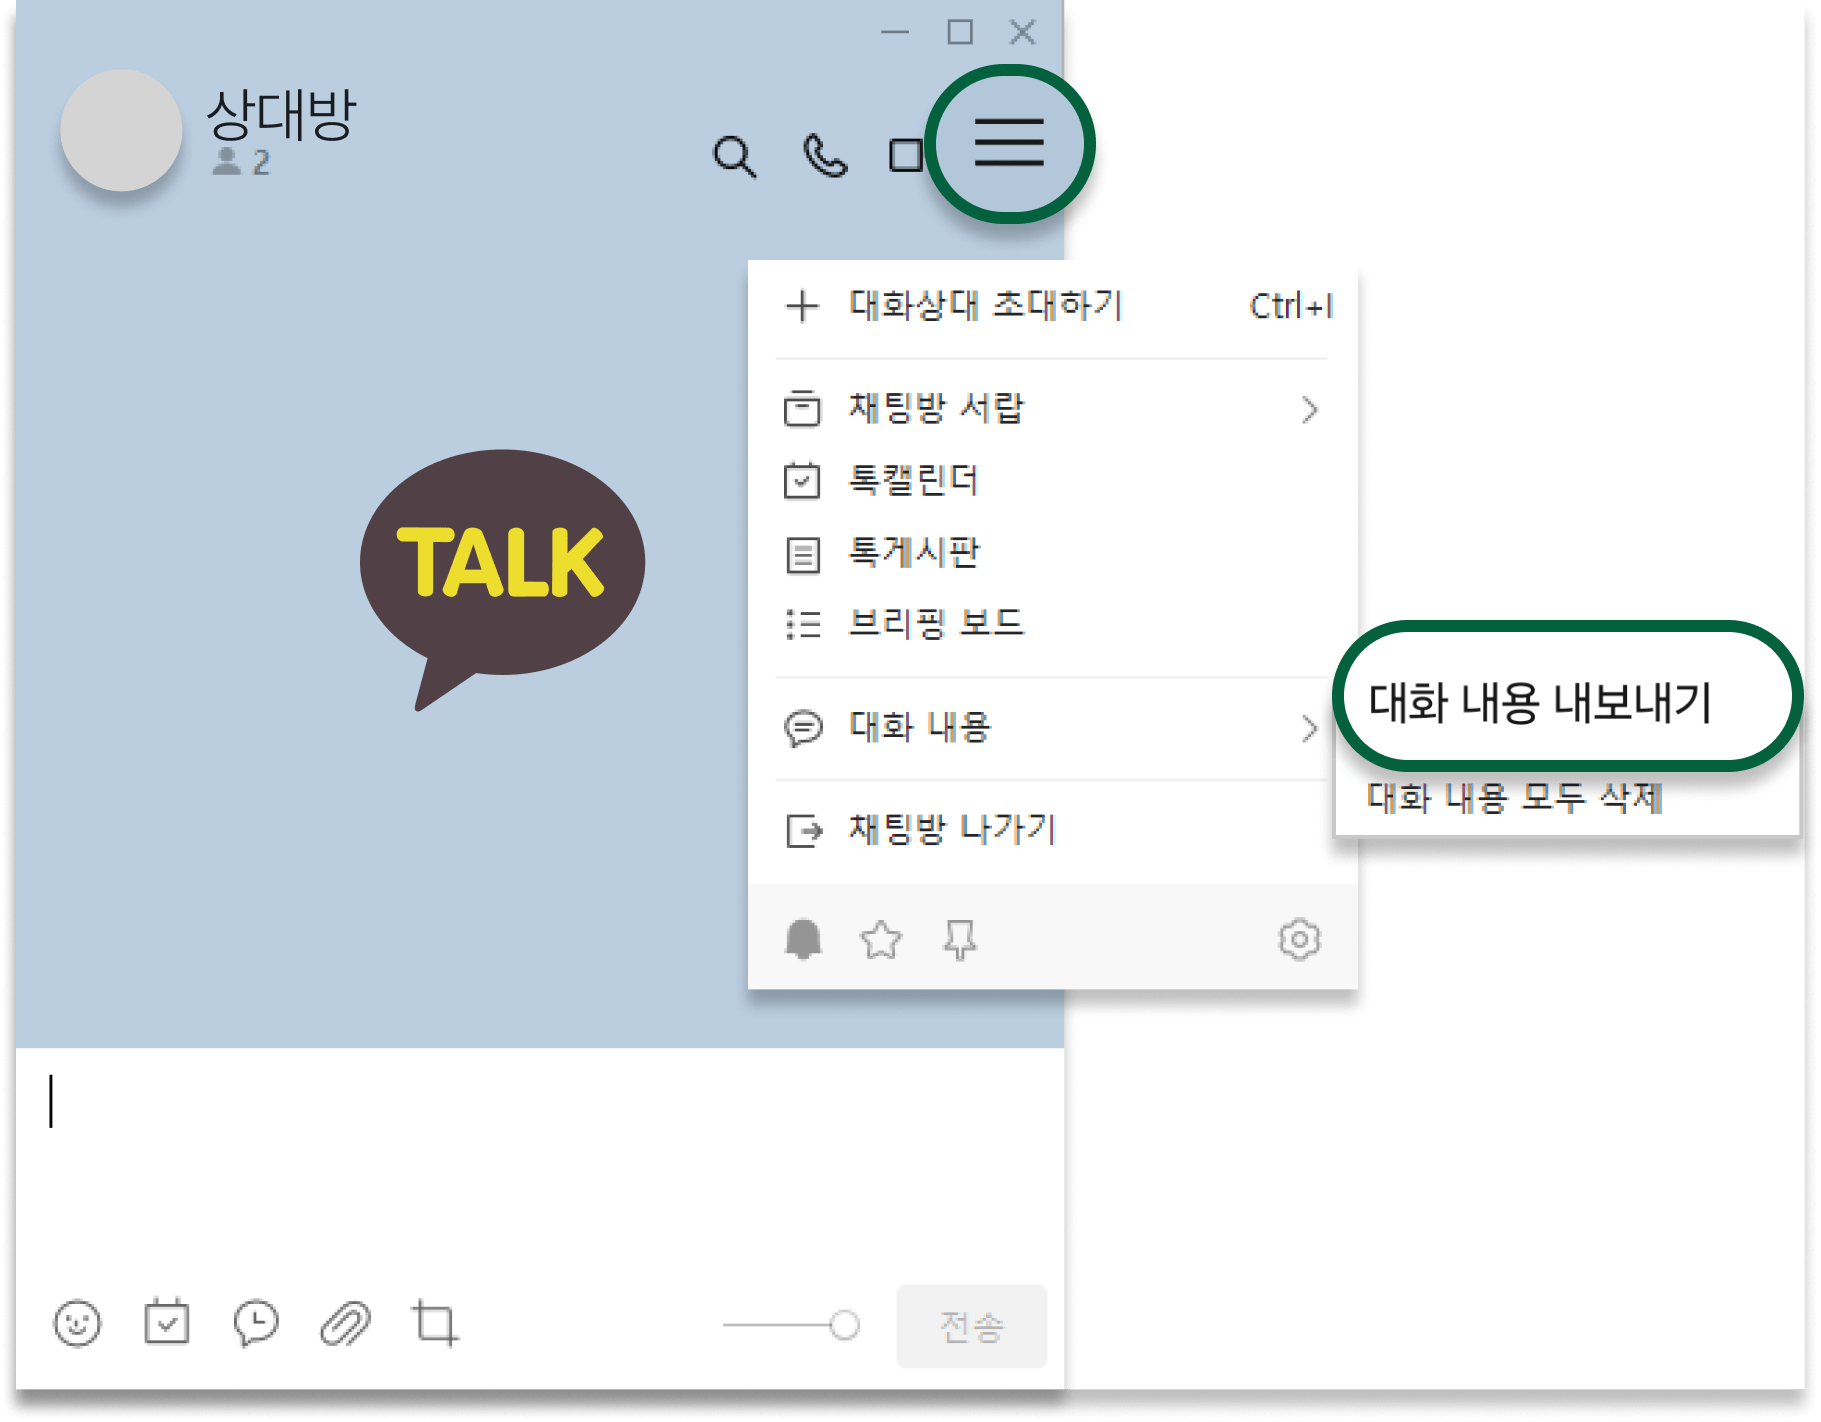 상대방
2
대화상대 초대하기 Ctrl+I
채팅방 서랍
톡캘린더
톡게시판
브리핑 보드
TALK
대화 내용
대화 내용 내보내기
대화 내용 모두 삭제
채팅방 나가기
전송